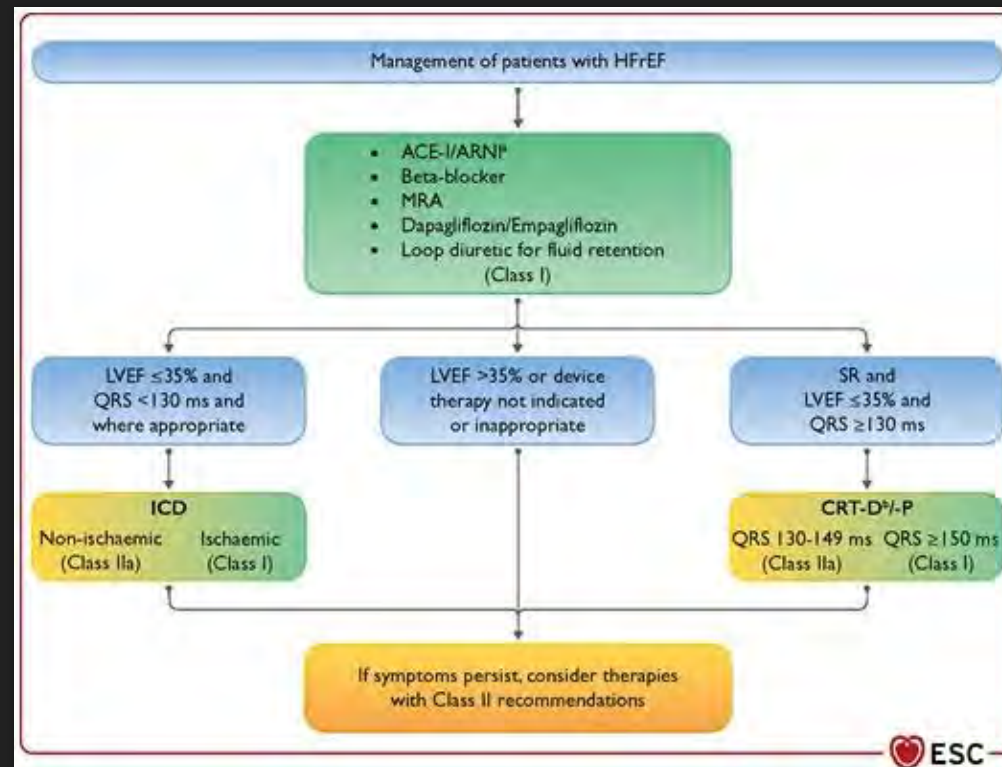 Management of patients with HFrEF
• ACE-I/ARNIᵃ
• Beta-blocker
• MRA
• Dapagliflozin/Empagliflozin
• Loop diuretic for fluid retention
(Class I)
LVEF ≤35% and
QRS <130 ms and
where appropriate
LVEF >35% or device
therapy not indicated
or inappropriate
SR and
LVEF ≤35% and
QRS ≥130 ms
ICD
Non-ischaemic Ischaemic
(Class IIa) (Class I)
CRT-Dᵇ/-P
QRS 130-149 ms QRS ≥150 ms
(Class IIa) (Class I)
If symptoms persist, consider therapies
with Class II recommendations
ESC